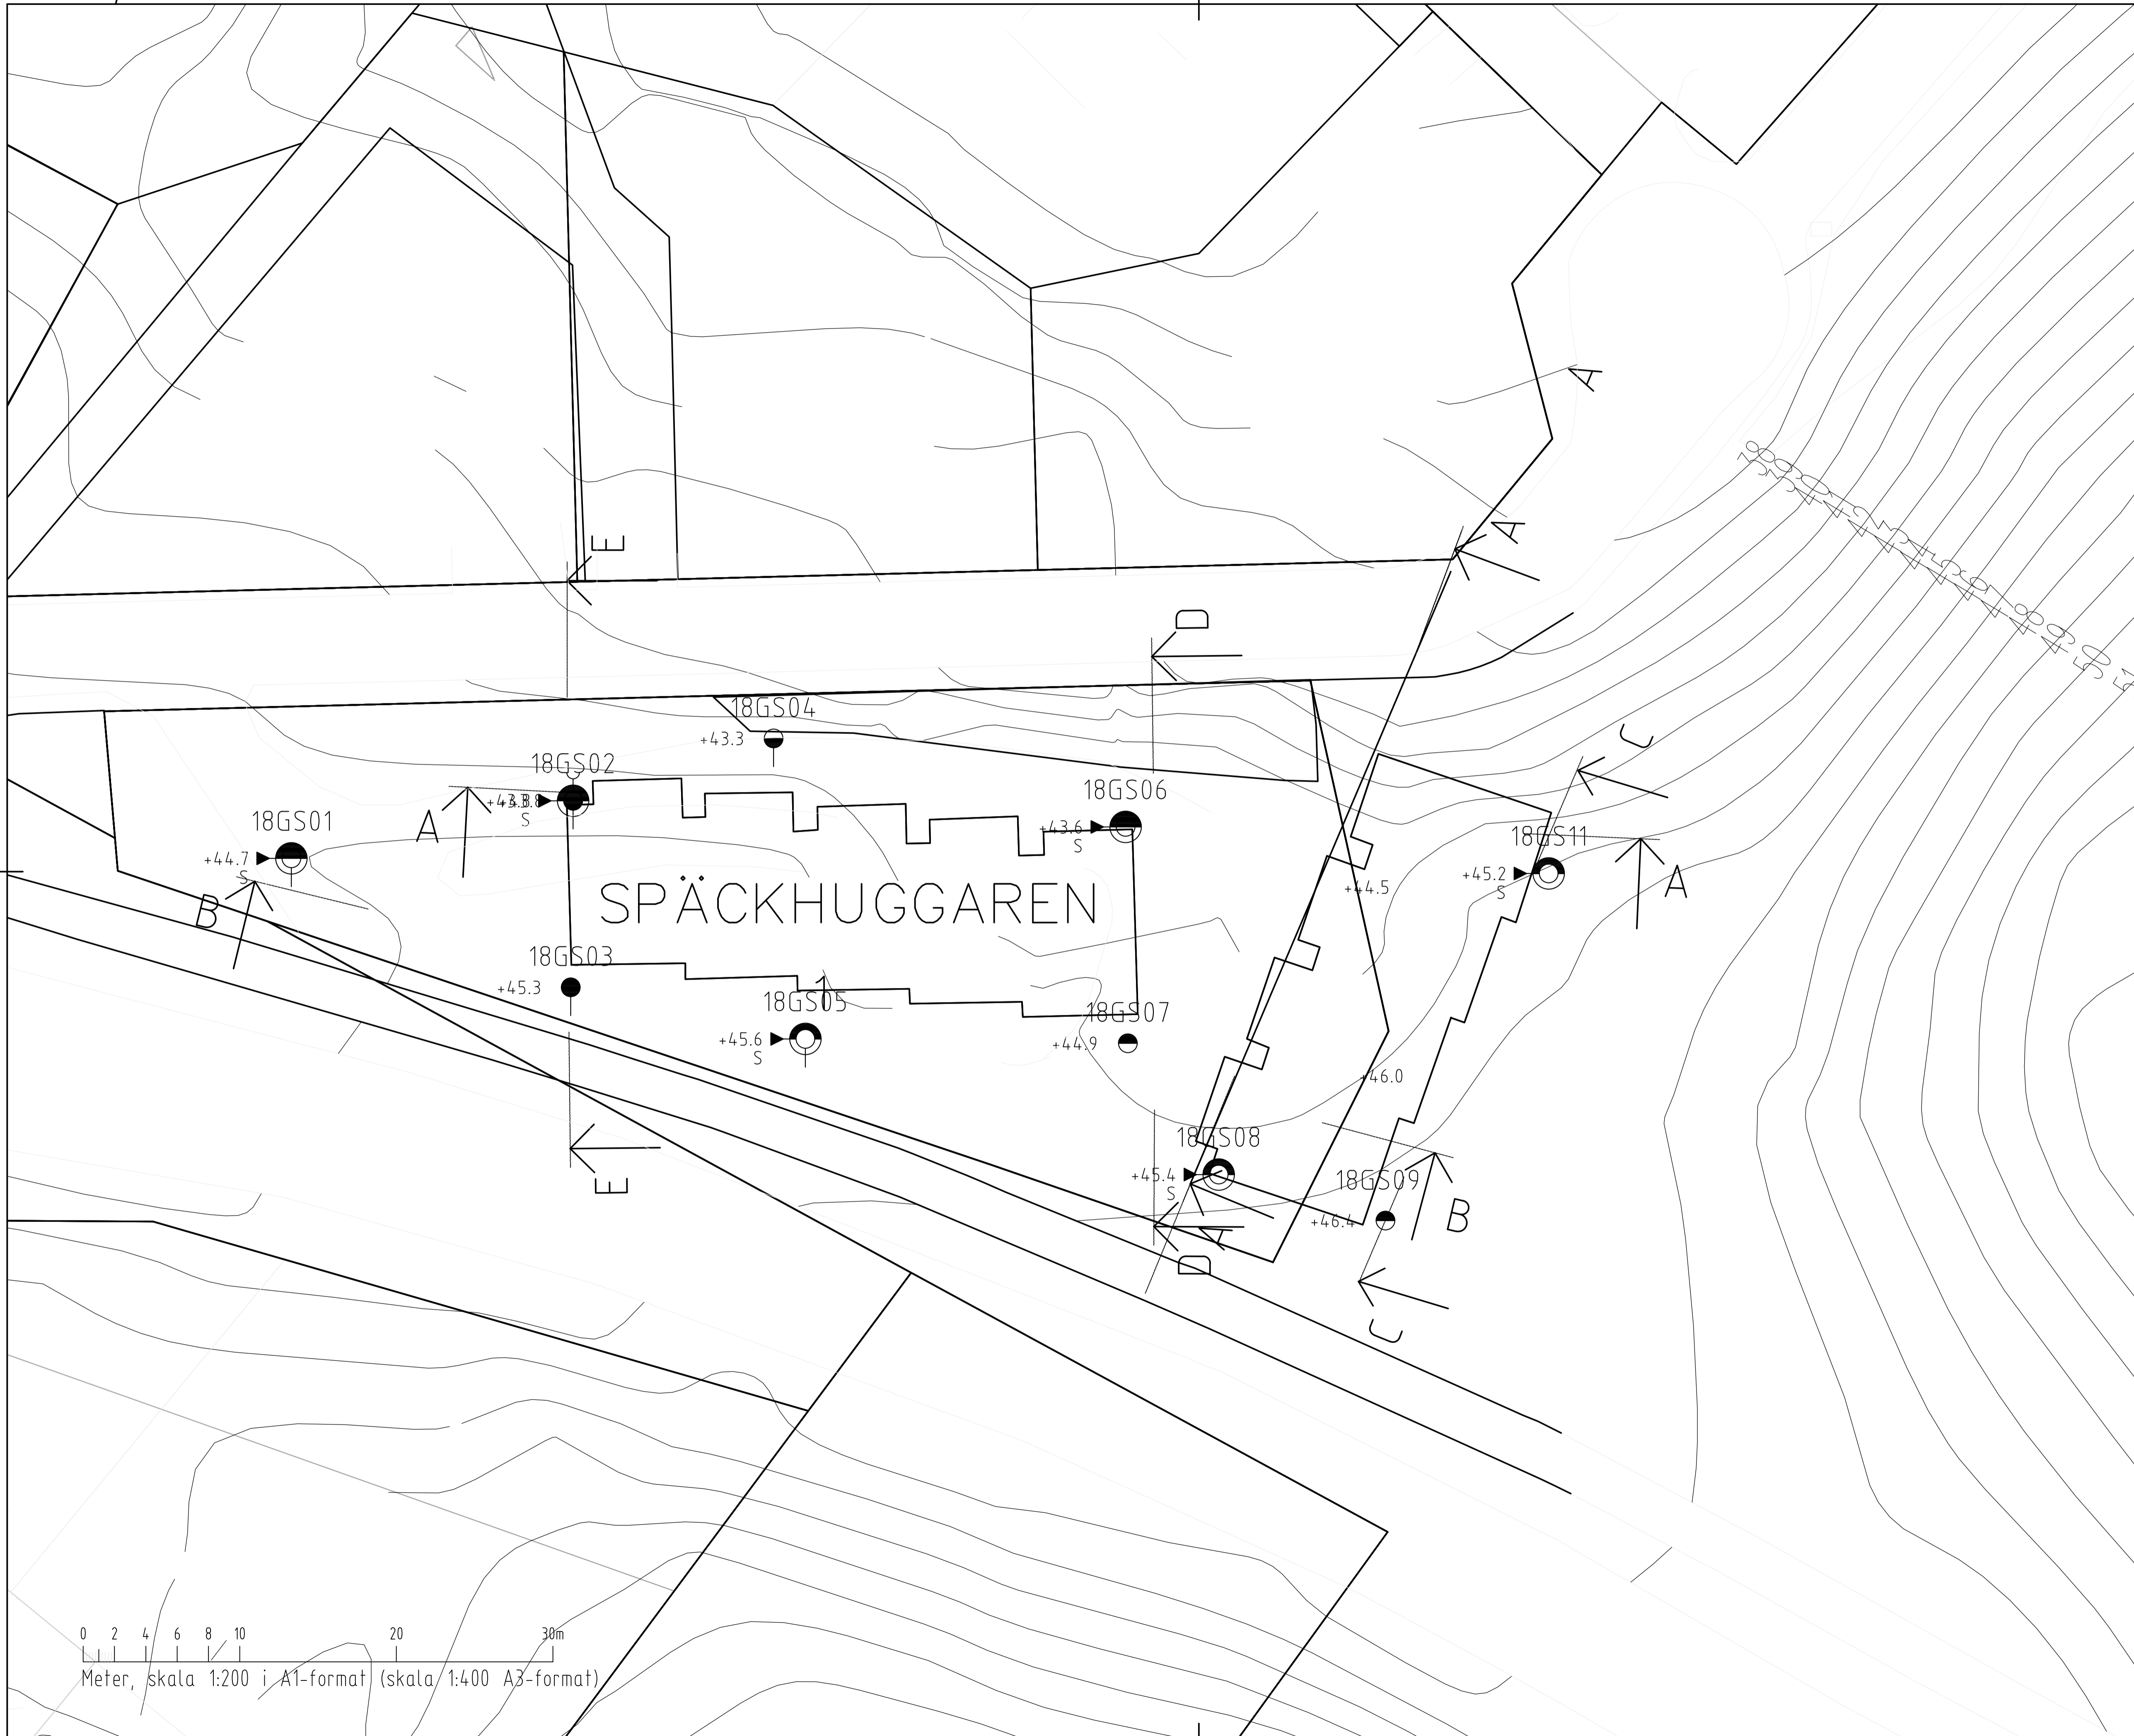 A
A
E
D
18GS04
+43.3
C
18GS02
S
A
18GS06
+43.6
S
18GS01
+44.7
S
18GS11
+45.2
S
A
+44.5
B
SPÄCKHUGGAREN
18GS03
+45.3
1
18GS05
+45.6
S
18GS07
+44.9
+46.0
18GS08
+45.4
S
18GS09
+46.4
B
E
A
D
C
0 2 4 6 8 10 20 30m
Meter, skala 1:200 i A1-format (skala 1:400 A3-format)